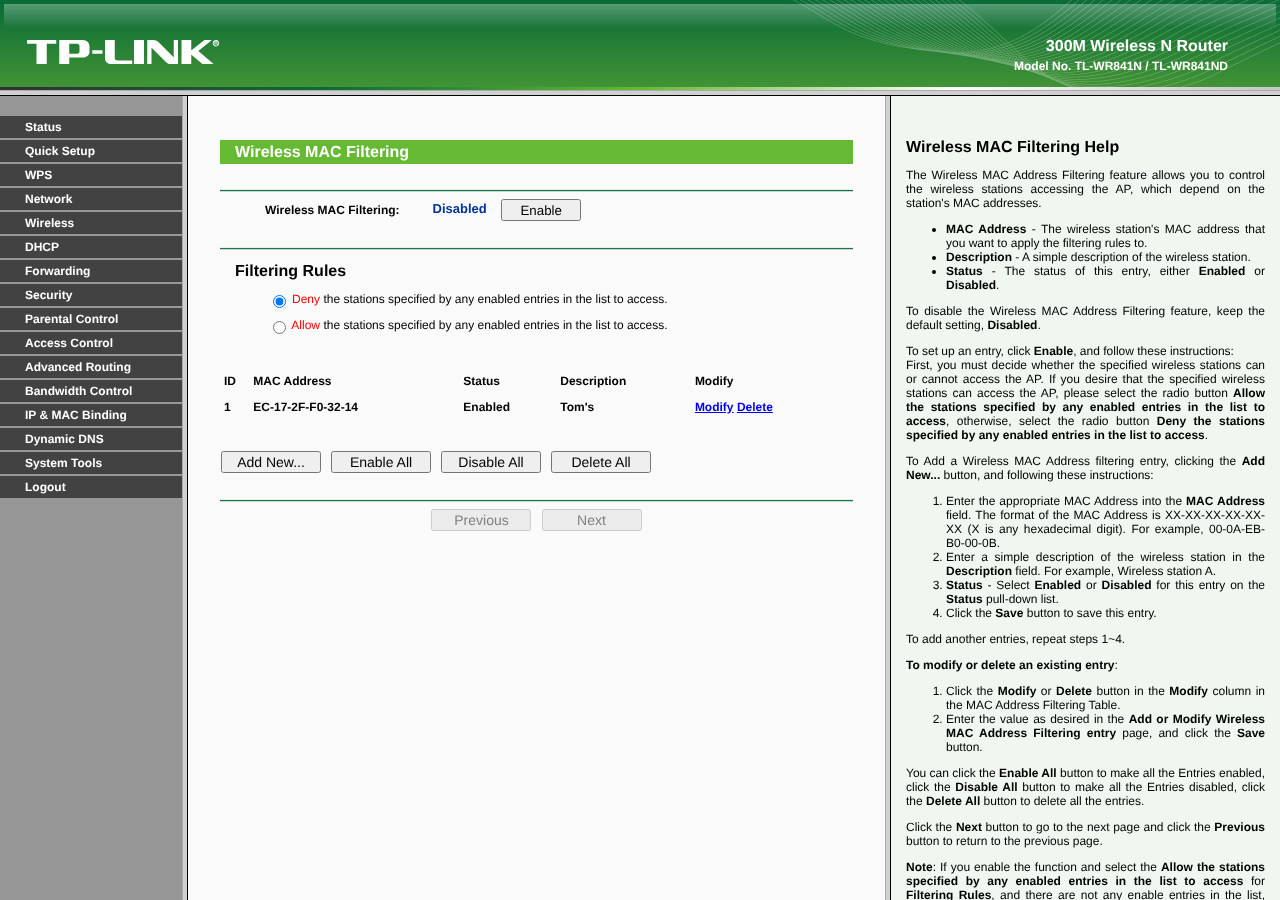 TP-LINK®
300M Wireless N Router
Model No. TL-WR841N / TL-WR841ND
Status
Quick Setup
WPS
Network
Wireless
DHCP
Forwarding
Security
Parental Control
Access Control
Advanced Routing
Bandwidth Control
IP & MAC Binding
Dynamic DNS
System Tools
Logout
Wireless MAC Filtering
Wireless MAC Filtering: Disabled Enable
Filtering Rules
Deny the stations specified by any enabled entries in the list to access.
Allow the stations specified by any enabled entries in the list to access.
ID MAC Address Status Description Modify
1 EC-17-2F-F0-32-14 Enabled Tom's Modify Delete
Add New... Enable All Disable All Delete All
Previous Next
Wireless MAC Filtering Help
The Wireless MAC Address Filtering feature allows you to control
the wireless stations accessing the AP, which depend on the
station's MAC addresses.
• MAC Address - The wireless station's MAC address that
you want to apply the filtering rules to.
• Description - A simple description of the wireless station.
• Status - The status of this entry, either Enabled or
Disabled.
To disable the Wireless MAC Address Filtering feature, keep the
default setting, Disabled.
To set up an entry, click Enable, and follow these instructions:
First, you must decide whether the specified wireless stations can
or cannot access the AP. If you desire that the specified wireless
stations can access the AP, please select the radio button Allow
the stations specified by any enabled entries in the list to
access, otherwise, select the radio button Deny the stations
specified by any enabled entries in the list to access.
To Add a Wireless MAC Address filtering entry, clicking the Add
New... button, and following these instructions:
1. Enter the appropriate MAC Address into the MAC Address
field. The format of the MAC Address is XX-XX-XX-XX-XX-
XX (X is any hexadecimal digit). For example, 00-0A-EB-
B0-00-0B.
2. Enter a simple description of the wireless station in the
Description field. For example, Wireless station A.
3. Status - Select Enabled or Disabled for this entry on the
Status pull-down list.
4. Click the Save button to save this entry.
To add another entries, repeat steps 1~4.
To modify or delete an existing entry:
1. Click the Modify or Delete button in the Modify column in
the MAC Address Filtering Table.
2. Enter the value as desired in the Add or Modify Wireless
MAC Address Filtering entry page, and click the Save
button.
You can click the Enable All button to make all the Entries enabled,
click the Disable All button to make all the Entries disabled, click
the Delete All button to delete all the entries.
Click the Next button to go to the next page and click the Previous
button to return to the previous page.
Note: If you enable the function and select the Allow the stations
specified by any enabled entries in the list to access for
Filtering Rules, and there are not any enable entries in the list,